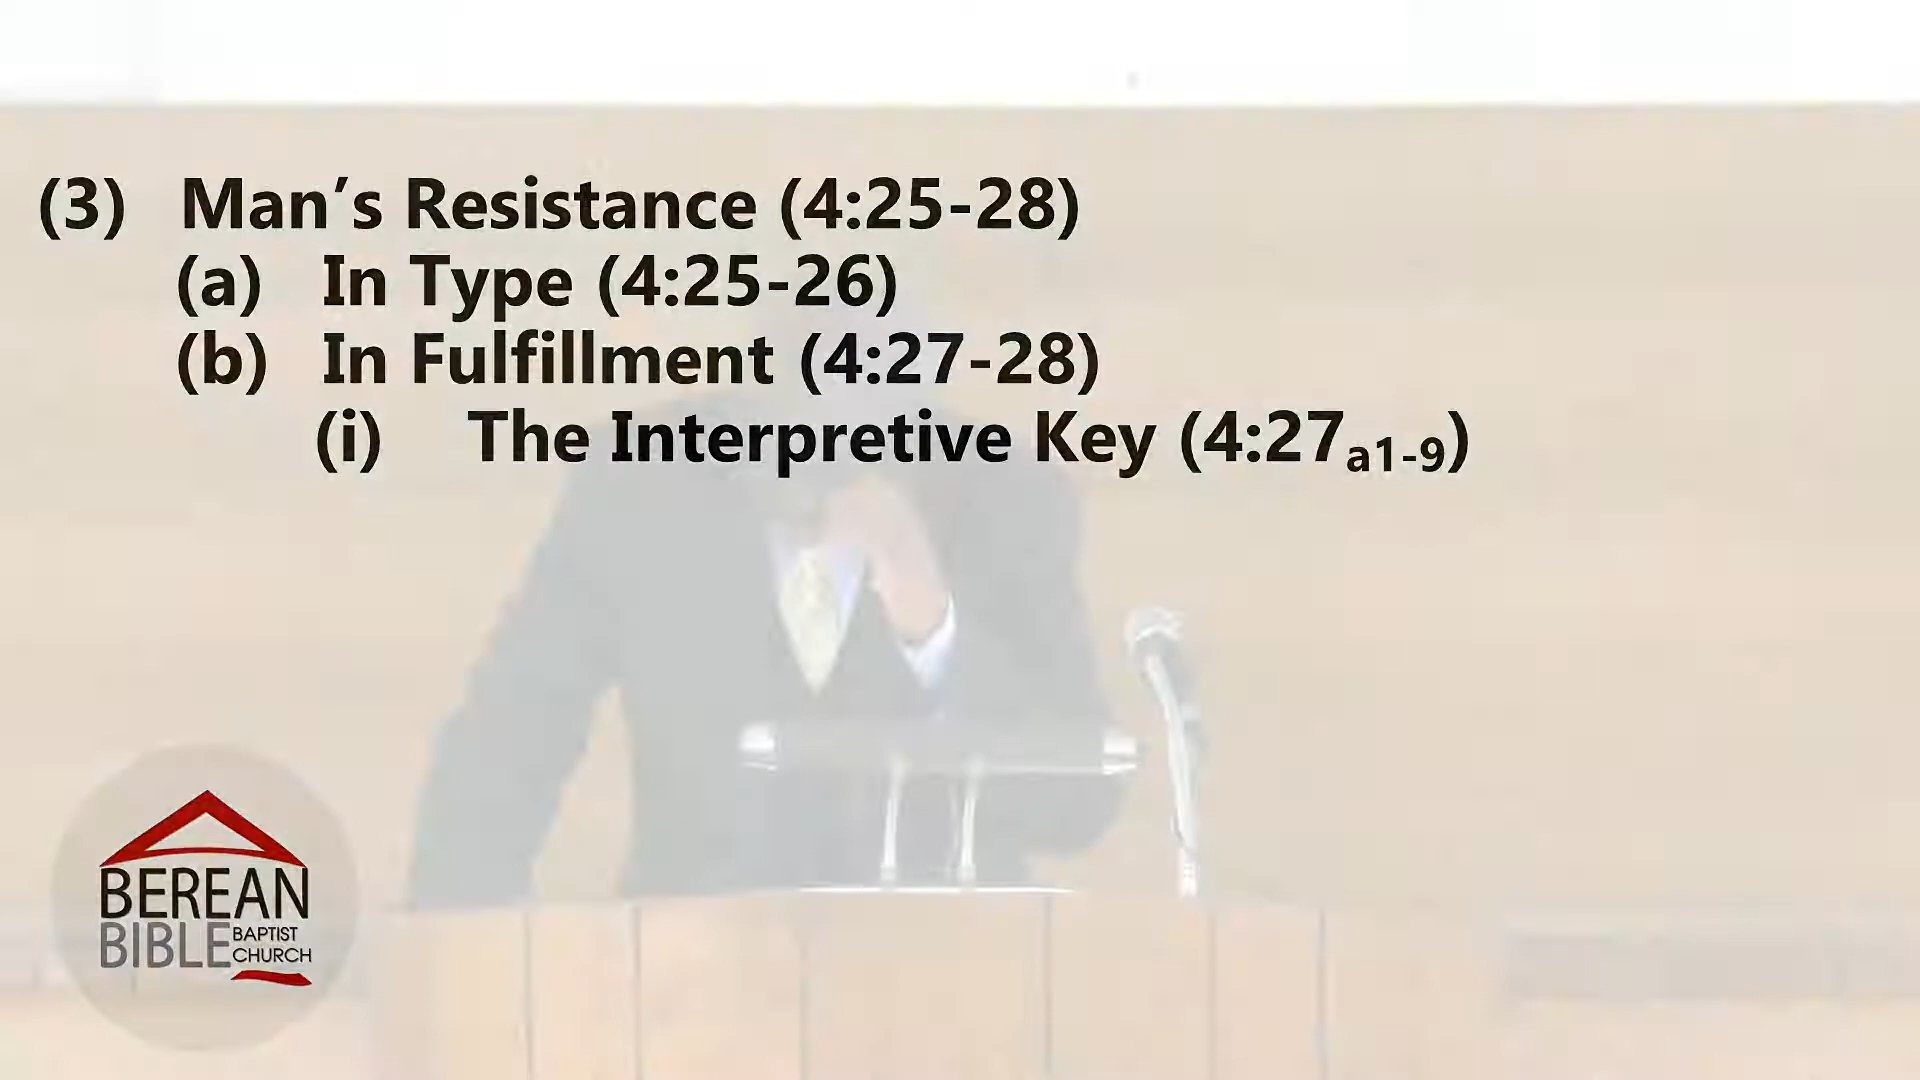 (3) Man’s Resistance (4:25-28)
(a) In Type (4:25-26)
(b) In Fulfillment (4:27-28)
(i) The Interpretive Key (4:27a1-9)
BEREAN
BIBLE BAPTIST
CHURCH